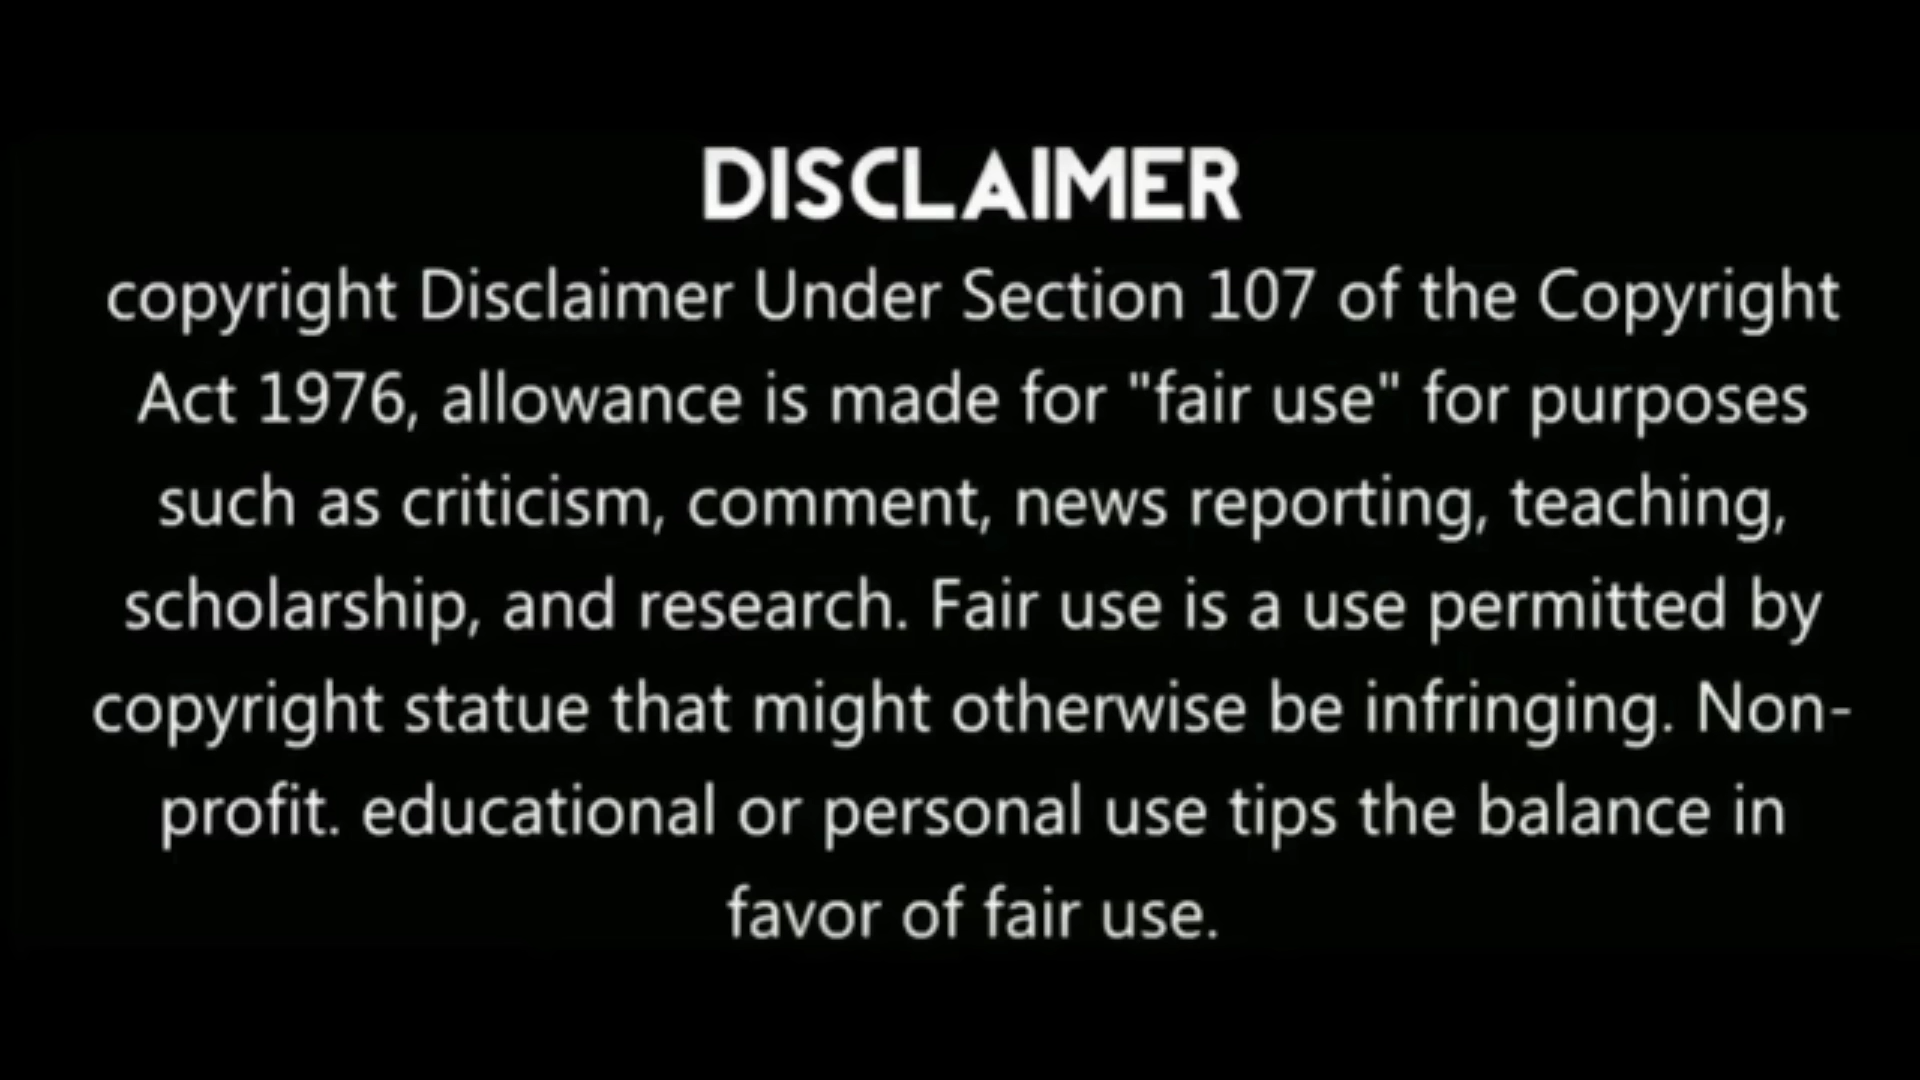 DISCLAIMER
copyright Disclaimer Under Section 107 of the Copyright
Act 1976, allowance is made for "fair use" for purposes
such as criticism, comment, news reporting, teaching,
scholarship, and research. Fair use is a use permitted by
copyright statue that might otherwise be infringing. Non-
profit. educational or personal use tips the balance in
favor of fair use.